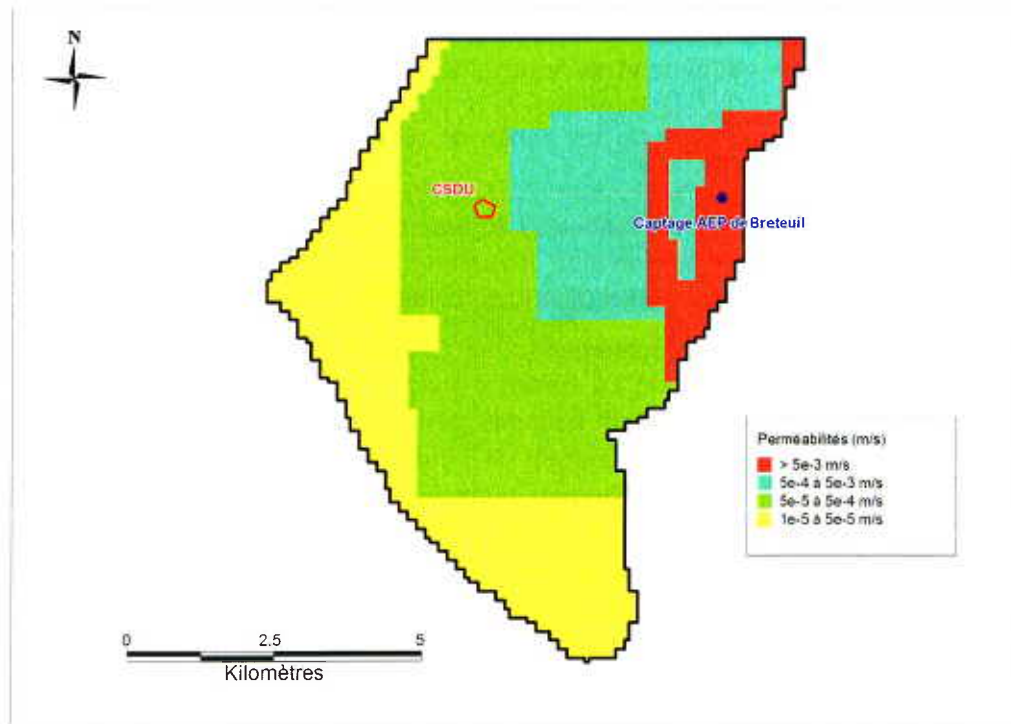 N
CSDU
Captage AEP de Breteuil
Perméabilités (m/s)
> 5e-3 m/s
5e-4 à 5e-3 m/s
5e-5 à 5e-4 m/s
1e-5 à 5e-5 m/s
0 2.5 5
Kilomètres